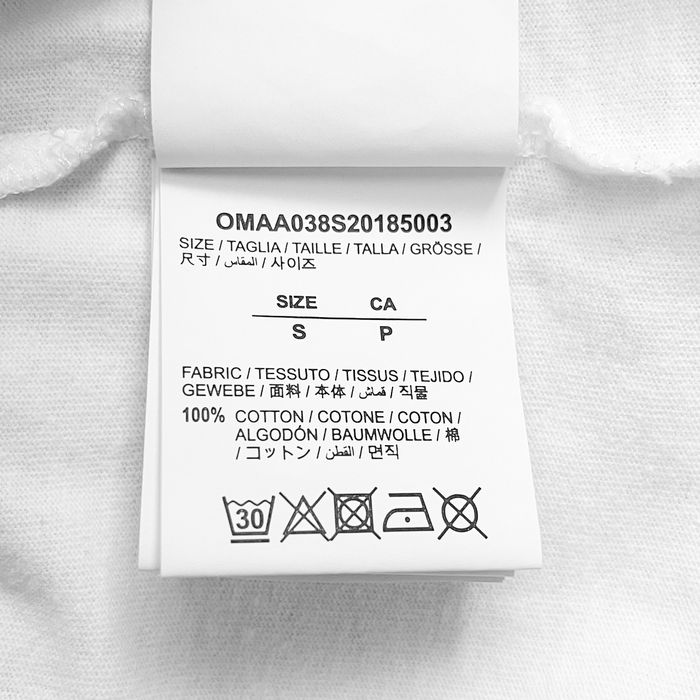 OMAA038S20185003
SIZE / TAGLIA / TAILLE / TALLA / GRÖSSE /
尺寸 / المقاس / 사이즈
SIZE CA
S P
FABRIC / TESSUTO / TISSUS / TEJIDO /
GEWEBE / 面料 / 本体 / قماش / 직물
100% COTTON / COTONE / COTON /
ALGODÓN / BAUMWOLLE / 棉
/ コットン / القطن / 면직
30